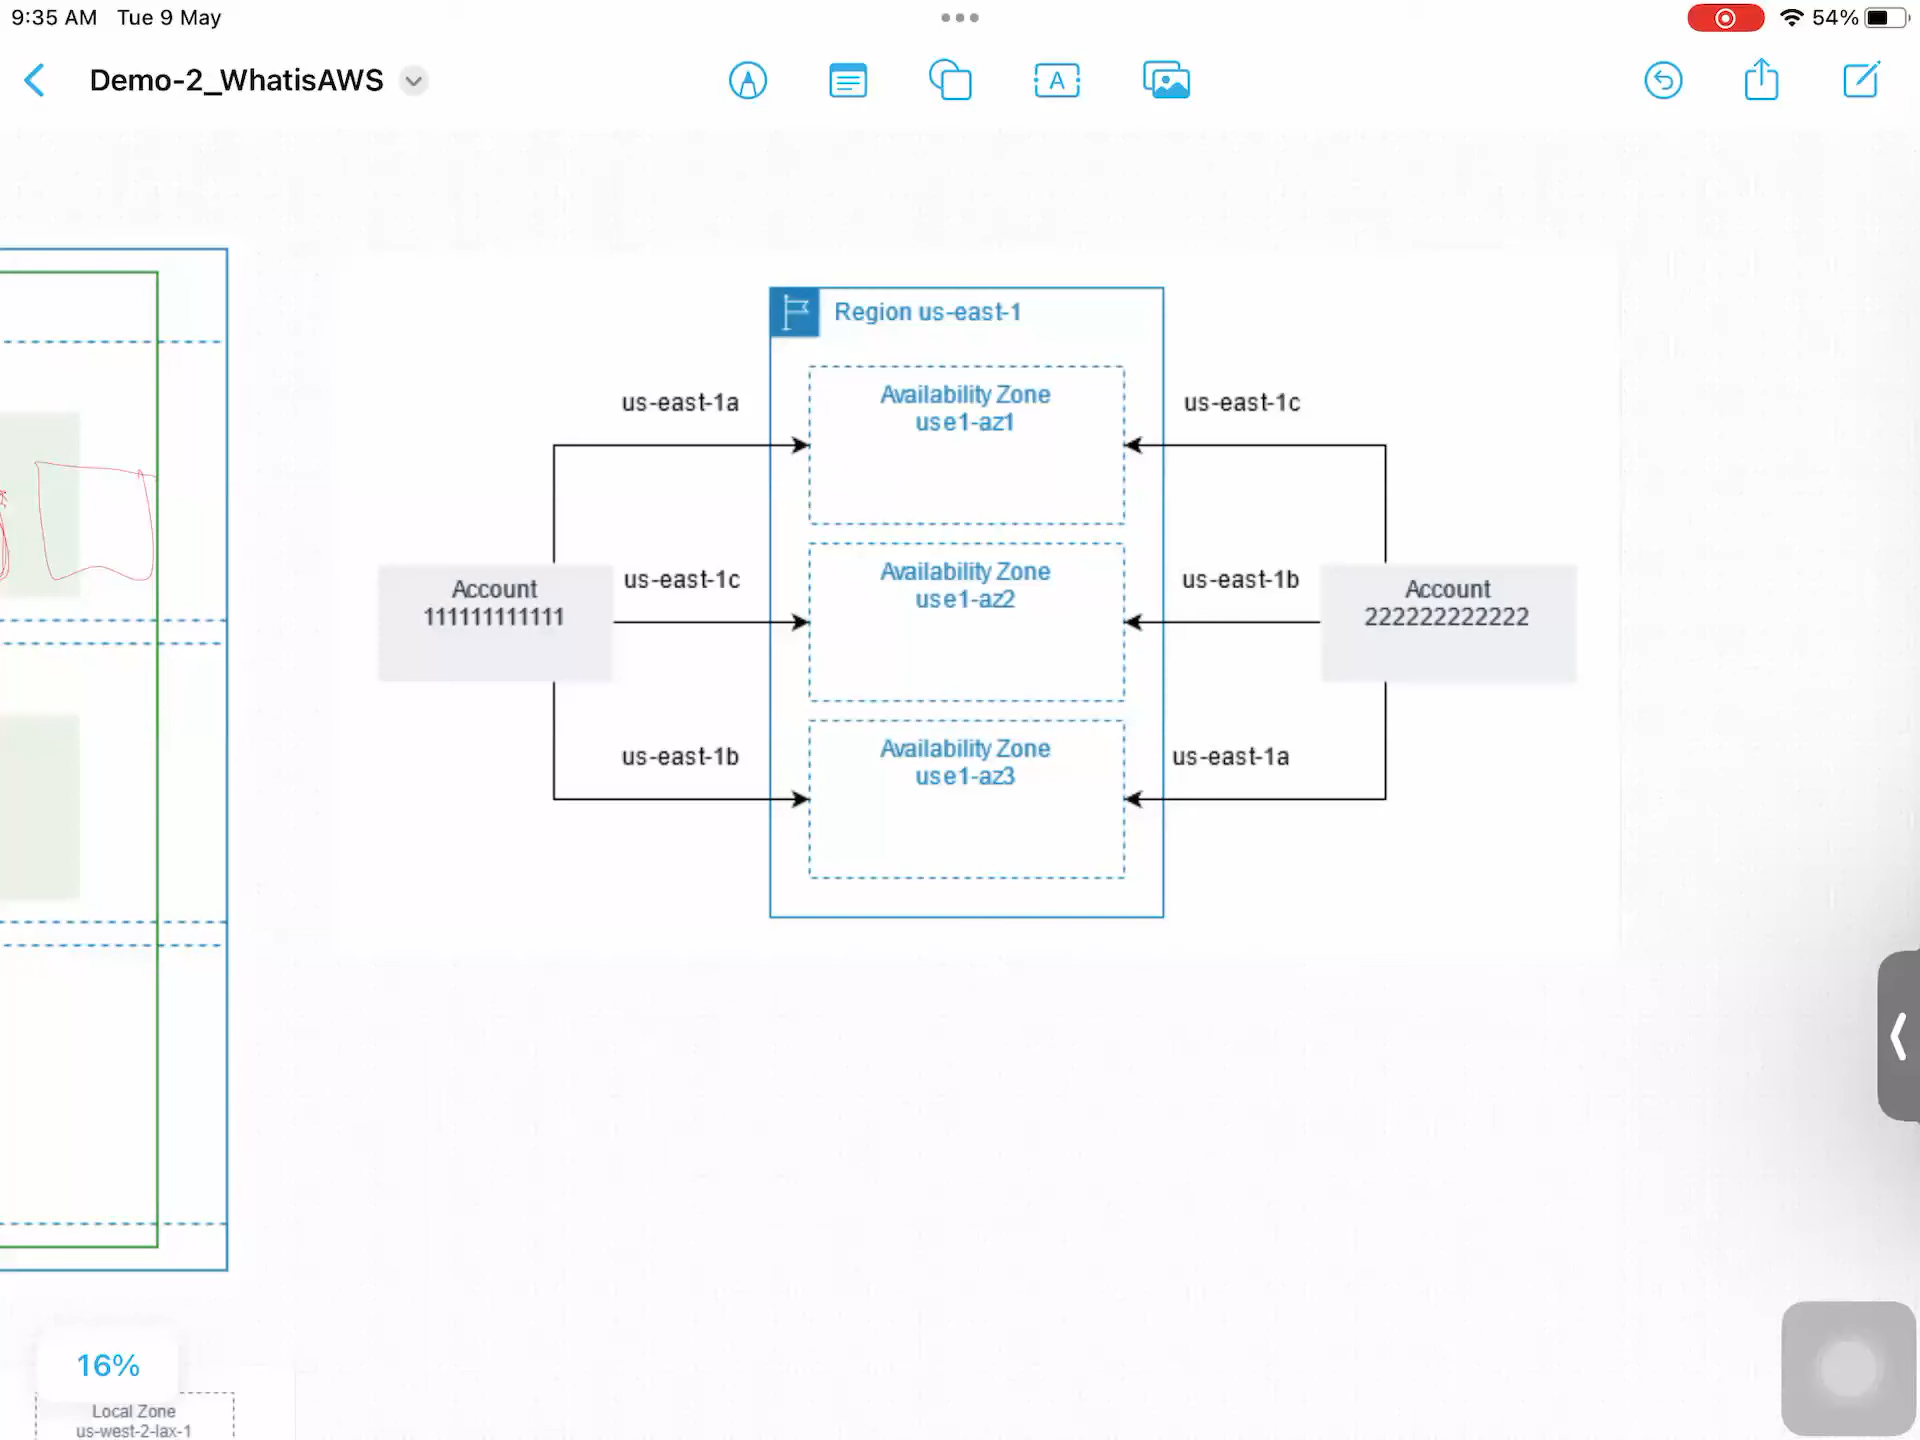 9:35 AM Tue 9 May
54%
Demo-2_WhatisAWS
A
Region us-east-1
us-east-1a
Availability Zone
use1-az1
us-east-1c
Account
111111111111
us-east-1c
Availability Zone
use1-az2
us-east-1b
Account
222222222222
us-east-1b
Availability Zone
use1-az3
us-east-1a
16%
Local Zone
us-west-2-lax-1